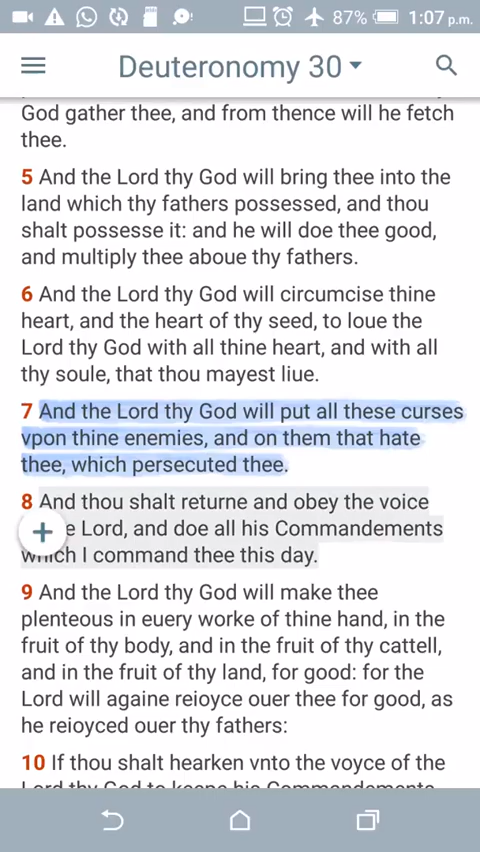 87% 1:07 p.m.
Deuteronomy 30
God gather thee, and from thence will he fetch
thee.
5 And the Lord thy God will bring thee into the
land which thy fathers possessed, and thou
shalt possesse it: and he will doe thee good,
and multiply thee aboue thy fathers.
6 And the Lord thy God will circumcise thine
heart, and the heart of thy seed, to loue the
Lord thy God with all thine heart, and with all
thy soule, that thou mayest liue.
7 And the Lord thy God will put all these curses
vpon thine enemies, and on them that hate
thee, which persecuted thee.
8 And thou shalt returne and obey the voice
e Lord, and doe all his Commandements
which I command thee this day.
9 And the Lord thy God will make thee
plenteous in euery worke of thine hand, in the
fruit of thy body, and in the fruit of thy cattell,
and in the fruit of thy land, for good: for the
Lord will againe reioyce ouer thee for good, as
he reioyced ouer thy fathers:
10 If thou shalt hearken vnto the voyce of the
Lord thy God to keepe his Commandements